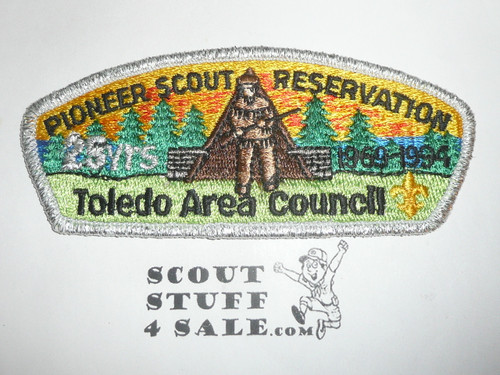 PIONEER SCOUT RESERVATION
25 yrs
1969-1994
Toledo Area Council
SCOUT
STUFF
4 SALE.COM